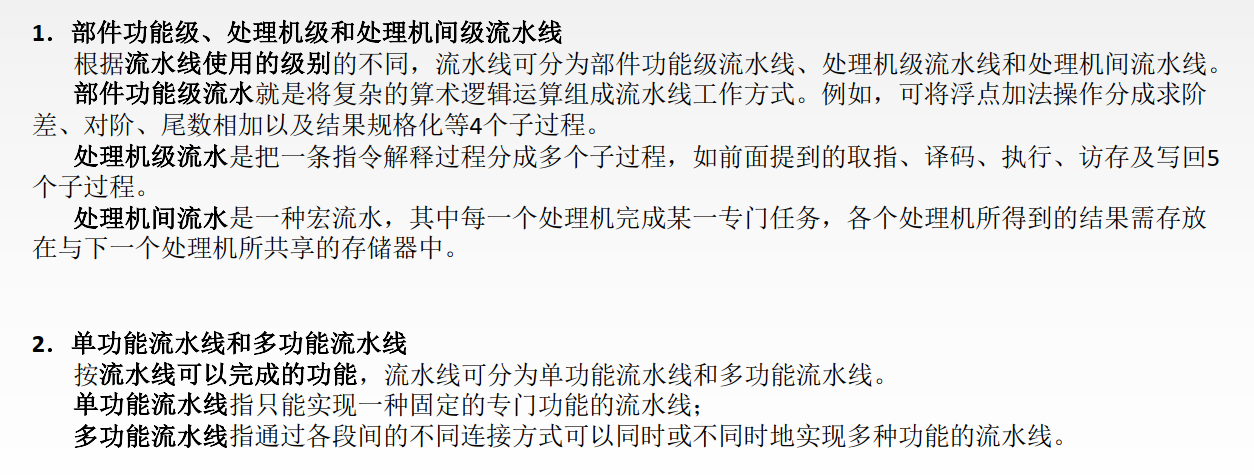 1．部件功能级、处理机级和处理机间级流水线
根据流水线使用的级别的不同，流水线可分为部件功能级流水线、处理机级流水线和处理机间流水线。
部件功能级流水就是将复杂的算术逻辑运算组成流水线工作方式。例如，可将浮点加法操作分成求阶
差、对阶、尾数相加以及结果规格化等4个子过程。
处理机级流水是把一条指令解释过程分成多个子过程，如前面提到的取指、译码、执行、访存及写回5
个子过程。
处理机间流水是一种宏流水，其中每一个处理机完成某一专门任务，各个处理机所得到的结果需存放
在与下一个处理机所共享的存储器中。
2．单功能流水线和多功能流水线
按流水线可以完成的功能，流水线可分为单功能流水线和多功能流水线。
单功能流水线指只能实现一种固定的专门功能的流水线；
多功能流水线指通过各段间的不同连接方式可以同时或不同时地实现多种功能的流水线。